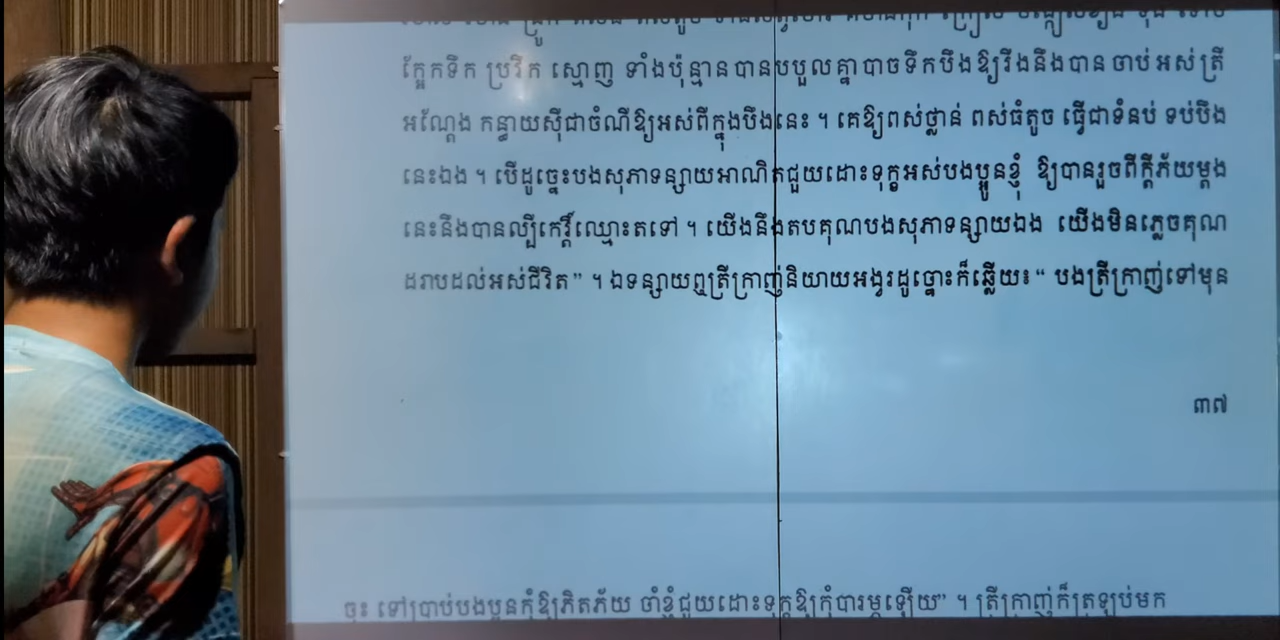 ក្អែកទឹក ប្រវឹក ស្មោញ ទាំងប៉ុន្មានបានបបួលគ្នាបាចទឹកបឹងឱ្យរីងនឹងបានចាប់អស់ត្រី
អណ្ដែង កន្ធាយស៊ីជាចំណីឱ្យអស់ពីក្នុងបឹងនេះ ។ គេឱ្យពស់ថ្លាន់ ពស់ធំតូច ធ្វើជាទំនប់ ទប់បឹង
នេះឯង ។ បើដូច្នេះបងសុភាទន្សាយអាណិតជួយដោះទុក្ខអស់បងប្អូនខ្ញុំ ឱ្យបានរួចពីក្ដីភ័យម្ដង
នេះនឹងបានល្បីកេរ្ដិ៍ឈ្មោះតទៅ ។ យើងនឹងតបគុណបងសុភាទន្សាយឯង យើងមិនភ្លេចគុណ
ដរាបដល់អស់ជីវិត” ។ ឯទន្សាយឮត្រីក្រាញ់និយាយអង្វរដូច្នោះក៏ឆ្លើយ៖“ បងត្រីក្រាញ់ទៅមុន
៣៧
ចុះ ទៅប្រាប់បងប្អូនកុំឱ្យភិតភ័យ ចាំខ្ញុំជួយដោះទុក្ខឱ្យកុំបារម្ភឡើយ” ។ ត្រីក្រាញ់ក៏ត្រឡប់មក